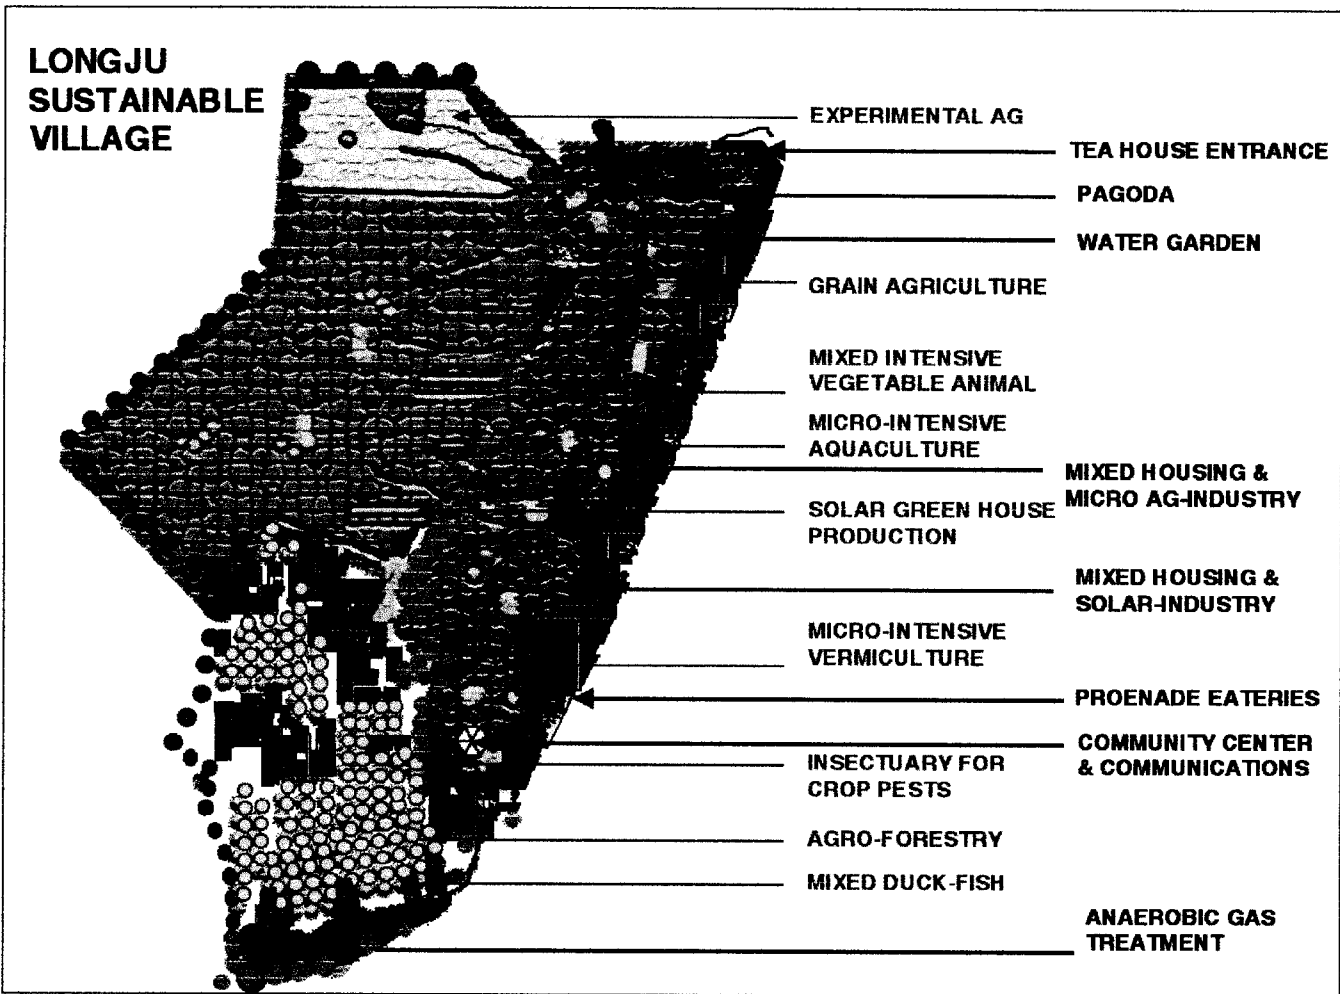 LONGJU
SUSTAINABLE
VILLAGE
EXPERIMENTAL AG
TEA HOUSE ENTRANCE
PAGODA
WATER GARDEN
GRAIN AGRICULTURE
MIXED INTENSIVE
VEGETABLE ANIMAL
MICRO-INTENSIVE
AQUACULTURE
MIXED HOUSING &
MICRO AG-INDUSTRY
SOLAR GREEN HOUSE
PRODUCTION
MIXED HOUSING &
SOLAR-INDUSTRY
MICRO-INTENSIVE
VERMICULTURE
PROENADE EATERIES
COMMUNITY CENTER
& COMMUNICATIONS
INSECTUARY FOR
CROP PESTS
AGRO-FORESTRY
MIXED DUCK-FISH
ANAEROBIC GAS
TREATMENT